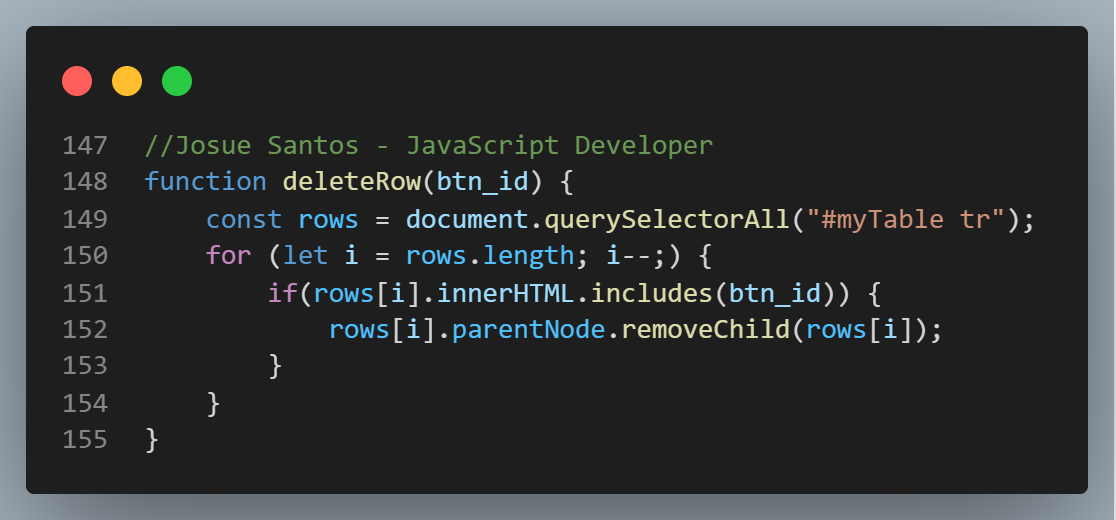 147 //Josue Santos - JavaScript Developer
148 function deleteRow(btn_id) {
149     const rows = document.querySelectorAll("#myTable tr");
150     for (let i = rows.length; i--;) {
151         if(rows[i].innerHTML.includes(btn_id)) {
152             rows[i].parentNode.removeChild(rows[i]);
153         }
154     }
155 }